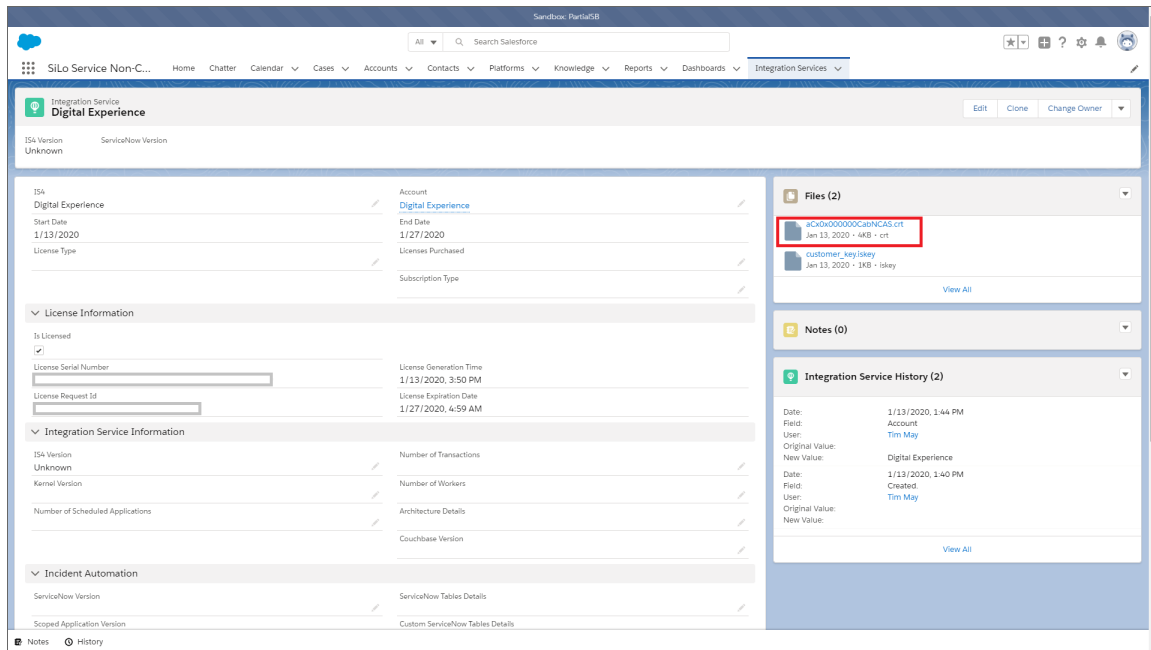 Sandbox: PartialSB
All Search Salesforce
SiLo Service Non-C... Home Chatter Calendar Cases Accounts Contacts Platforms Knowledge Reports Dashboards Integration Services
Integration Service
Digital Experience
Edit Clone Change Owner
IS4 Version ServiceNow Version
Unknown
IS4 Account
Digital Experience Digital Experience
Start Date End Date
1/13/2020 1/27/2020
License Type Licenses Purchased
Subscription Type
License Information
Is Licensed
License Serial Number License Generation Time
1/13/2020, 3:50 PM
License Request Id License Expiration Date
1/27/2020, 4:59 AM
Integration Service Information
IS4 Version Number of Transactions
Unknown
Kernel Version Number of Workers
Number of Scheduled Applications Architecture Details
Couchbase Version
Incident Automation
ServiceNow Version ServiceNow Tables Details
Scoped Application Version Custom ServiceNow Tables Details
Files (2)
aCx0x000000CabNCAS.crt
Jan 13, 2020 • 4KB • crt
customer_key.iskey
Jan 13, 2020 • 1KB • iskey
View All
Notes (0)
Integration Service History (2)
Date: 1/13/2020, 1:44 PM
Field: Account
User: Tim May
Original Value:
New Value: Digital Experience
Date: 1/13/2020, 1:40 PM
Field: Created.
User: Tim May
Original Value:
New Value:
View All
Notes History